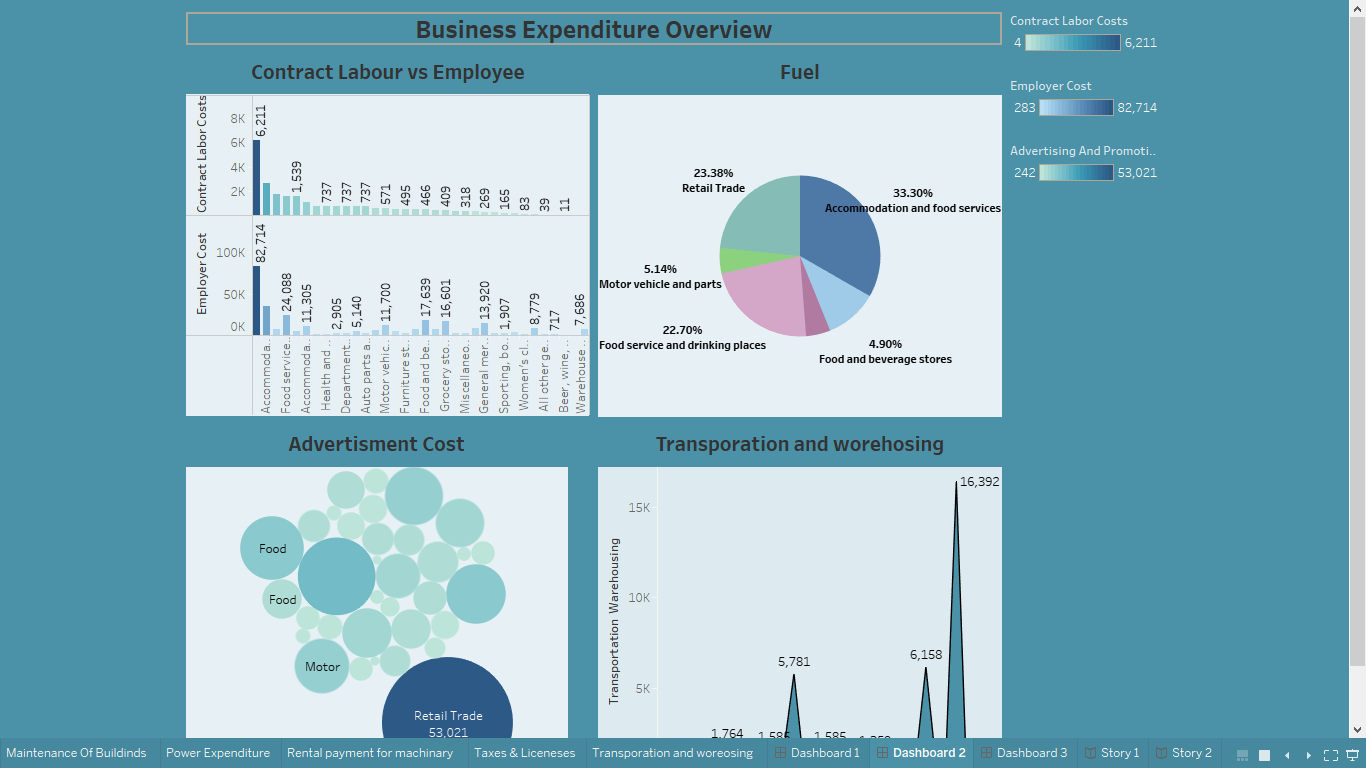 Business Expenditure Overview
Contract Labor Costs
4 6,211
Employer Cost
283 82,714
Advertising And Promoti..
242 53,021
Contract Labour vs Employee
Contract Labor Costs
8K
6K
4K
2K
6,211
1,539
737
737
737
571
495
466
409
318
269
165
83
39
11
Employer Cost
100K
50K
0K
82,714
24,088
11,305
2,905
5,140
11,700
17,639
16,601
13,920
1,907
8,779
717
7,686
Accommoda..
Food service..
Accommoda..
Health and ..
Department..
Auto parts a..
Motor vehic..
Furniture st..
Food and be..
Grocery sto..
Miscellaneo..
General mer..
Sporting, bo..
Women's cl..
All other ge..
Beer, wine, ..
Warehouse ..
Fuel
23.38%
Retail Trade
33.30%
Accommodation and food services
5.14%
Motor vehicle and parts
22.70%
Food service and drinking places
4.90%
Food and beverage stores
Advertisment Cost
Food
Food
Motor
Retail Trade
53,021
Transporation and worehosing
Transportation Warehousing
15K
10K
5K
16,392
6,158
5,781
1,764
1,585
1,585
Maintenance Of Buildinds
Power Expenditure
Rental payment for machinary
Taxes & Liceneses
Transporation and woreosing
Dashboard 1
Dashboard 2
Dashboard 3
Story 1
Story 2